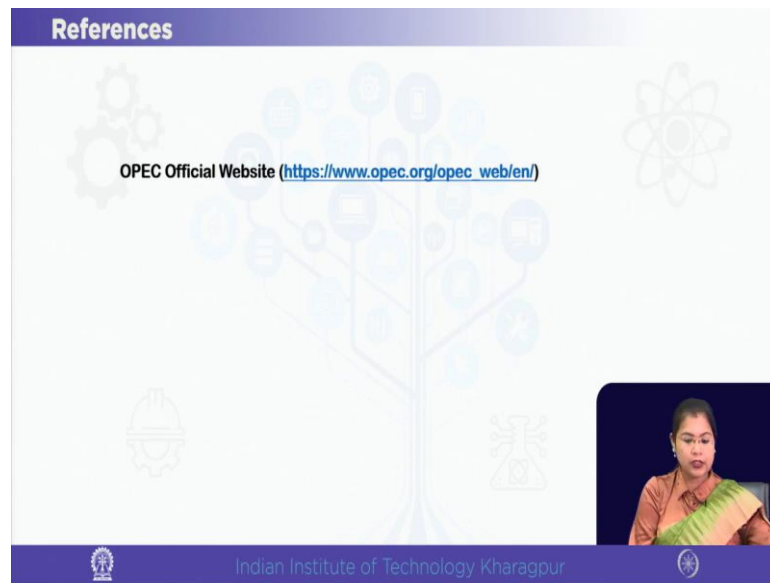 References
OPEC Official Website (https://www.opec.org/opec_web/en/)
Indian Institute of Technology Kharagpur